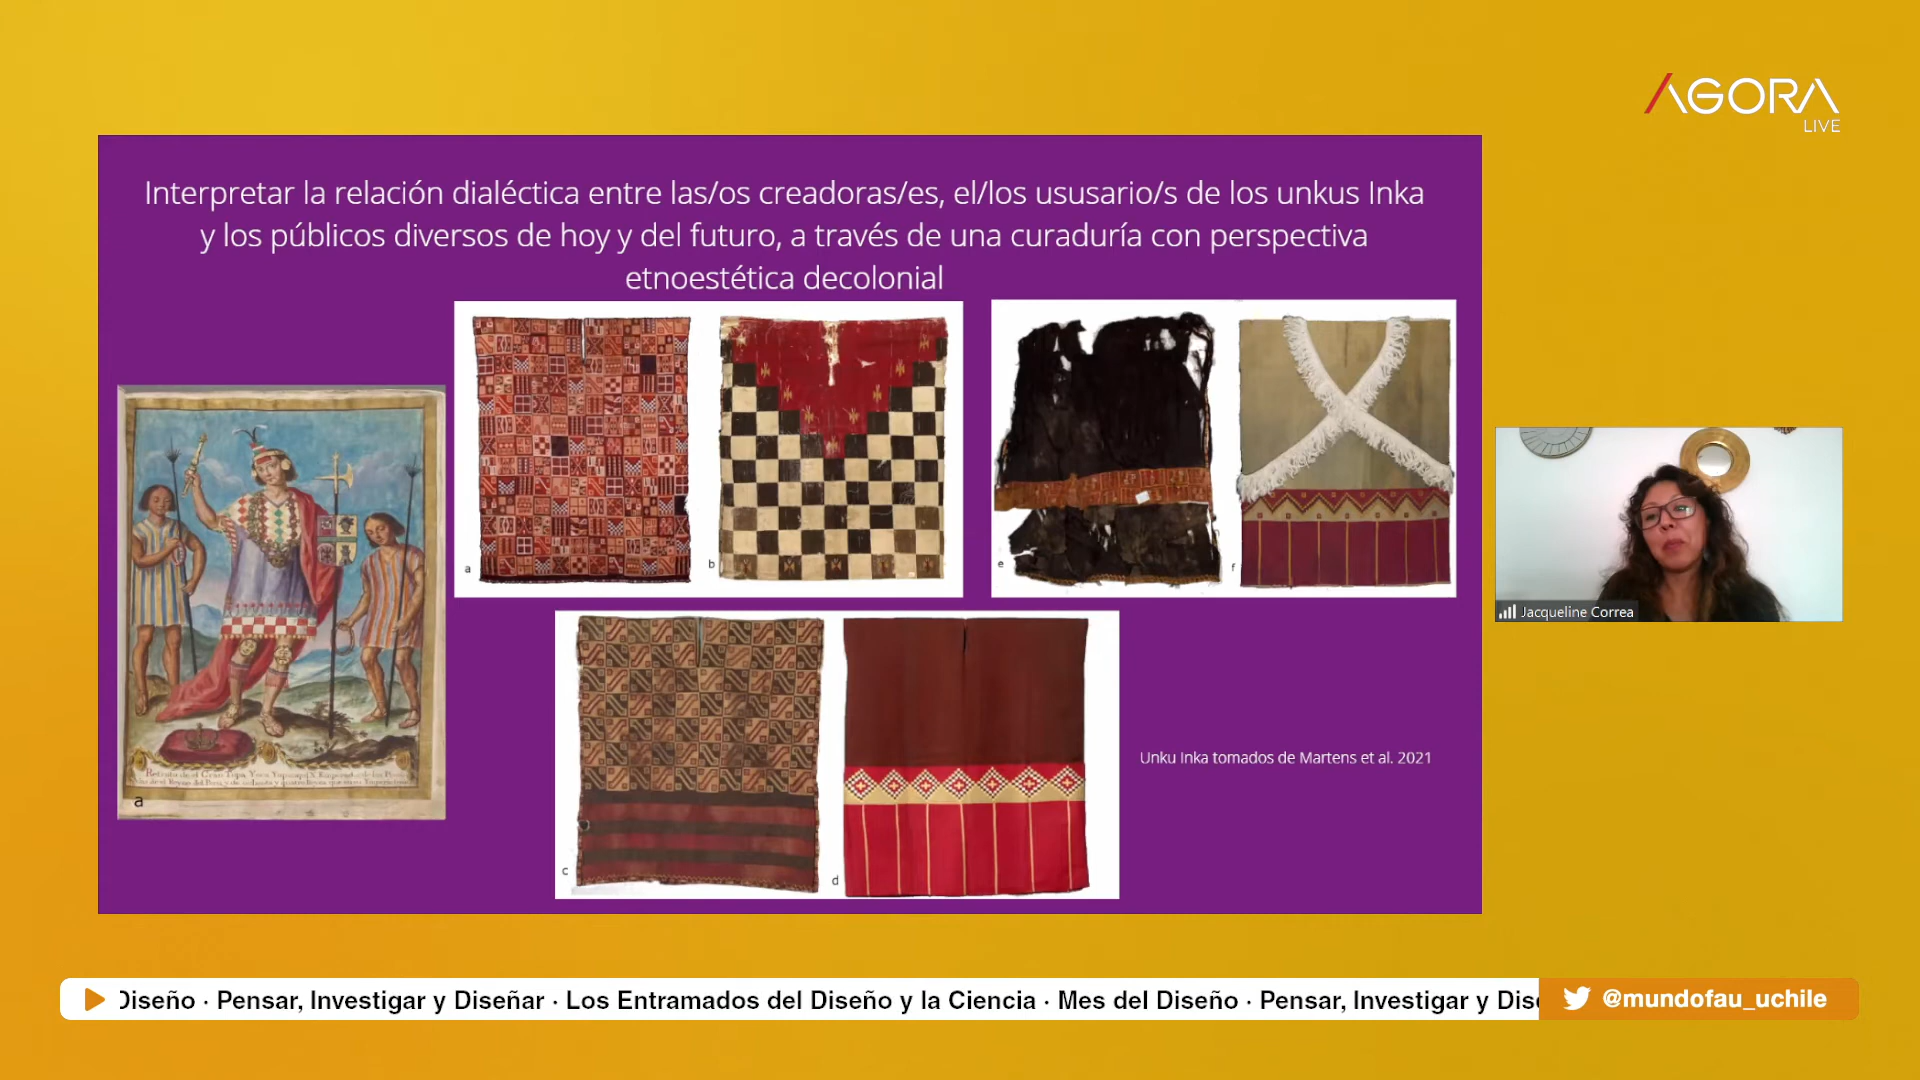 AGORA
LIVE
Interpretar la relación dialéctica entre las/os creadoras/es, el/los ususario/s de los unkus Inka
y los públicos diversos de hoy y del futuro, a través de una curaduría con perspectiva
etnoestética decolonial
a
b
e
f
Jacqueline Correa
Unku Inka tomados de Martens et al. 2021
a
c
d
Diseño · Pensar, Investigar y Diseñar · Los Entramados del Diseño y la Ciencia · Mes del Diseño · Pensar, Investigar y Dis
@mundofau_uchile